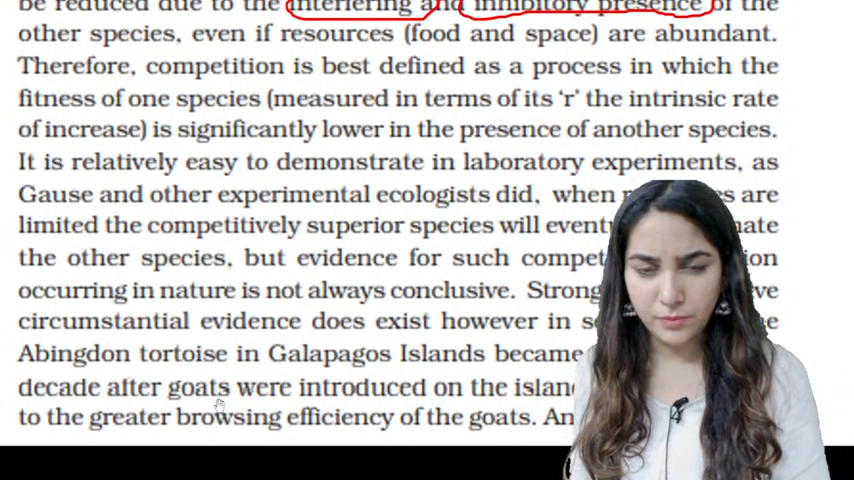 be reduced due to the interfering and inhibitory presence of the
other species, even if resources (food and space) are abundant.
Therefore, competition is best defined as a process in which the
fitness of one species (measured in terms of its ‘r’ the intrinsic rate
of increase) is significantly lower in the presence of another species.
It is relatively easy to demonstrate in laboratory experiments, as
Gause and other experimental ecologists did, when are
limited the competitively superior species will
the other species, but evidence for such
occurring in nature is not always conclusive.
circumstantial evidence does exist however in
Abingdon tortoise in Galapagos Islands became
decade after goats were introduced on the
to the greater browsing efficiency of the goats.